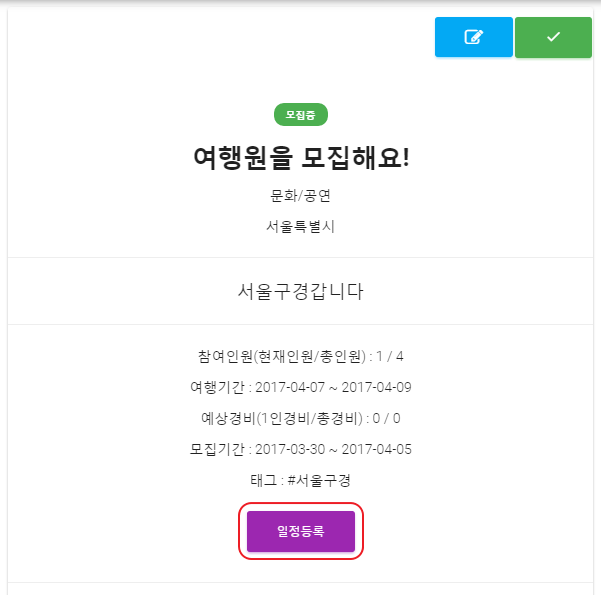 모집중
여행원을 모집해요!
문화/공연
서울특별시
서울구경갑니다
참여인원(현재인원/총인원) : 1 / 4
여행기간 : 2017-04-07 ~ 2017-04-09
예상경비(1인경비/총경비) : 0 / 0
모집기간 : 2017-03-30 ~ 2017-04-05
태그 : #서울구경
일정등록